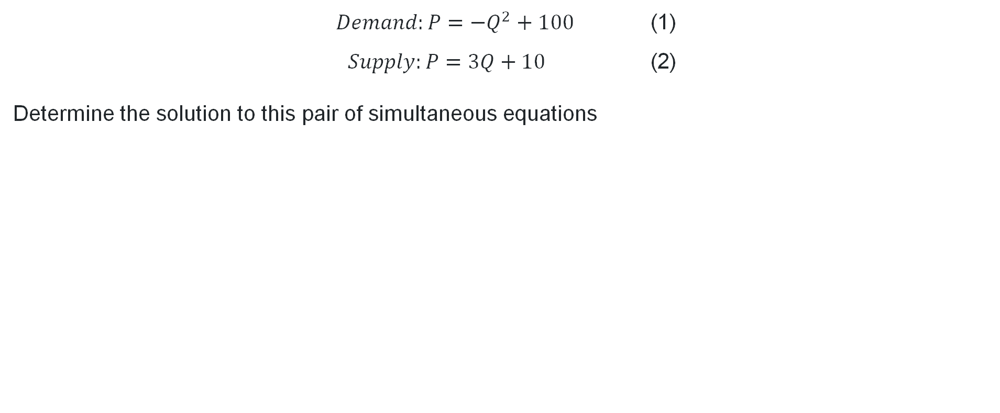 Demand: P = −Q² + 100 (1)
Supply: P = 3Q + 10 (2)
Determine the solution to this pair of simultaneous equations